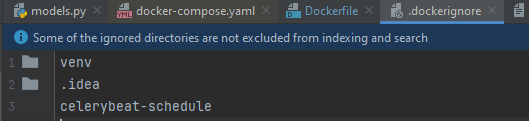 models.py docker-compose.yaml Dockerfile .dockerignore
Some of the ignored directories are not excluded from indexing and search
1 venv
2 .idea
3 celerybeat-schedule